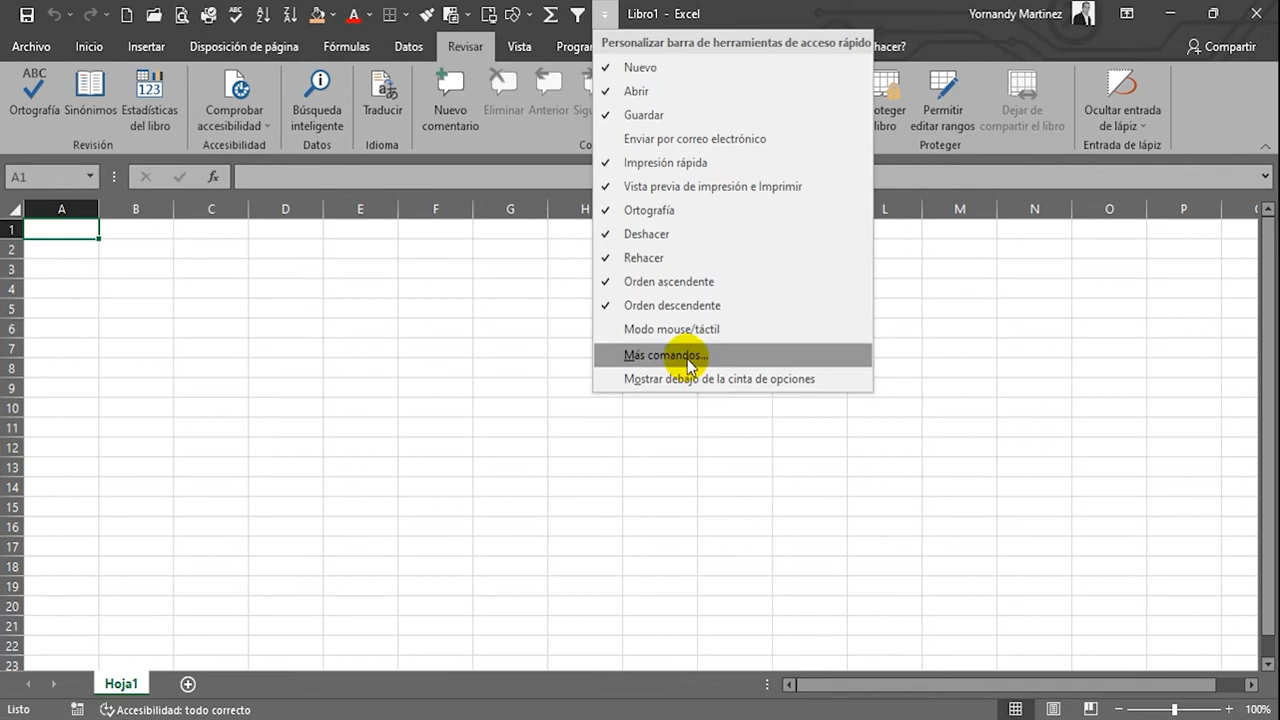 Libro1 - Excel
Yornandy Martinez
Archivo
Inicio
Insertar
Disposición de página
Fórmulas
Datos
Revisar
Vista
Progra
hacer?
Compartir
ABC
Ortografía
Sinónimos
123
Estadísticas
del libro
Comprobar
accesibilidad
Búsqueda
inteligente
Traducir
Nuevo
comentario
Eliminar
Anterior
Permitir
editar rangos
Dejar de
compartir el libro
Ocultar entrada
de lápiz
libro
Revisión
Accesibilidad
Datos
Idioma
Proteger
Entrada de lápiz
Personalizar barra de herramientas de acceso rápido
Nuevo
Abrir
Guardar
Enviar por correo electrónico
Impresión rápida
Vista previa de impresión e Imprimir
Ortografía
Deshacer
Rehacer
Orden ascendente
Orden descendente
Modo mouse/táctil
Más comandos...
Mostrar debajo de la cinta de opciones
A1
fx
A B C D E F G H L M N O P
1
2
3
4
5
6
7
8
9
10
11
12
13
14
15
16
17
18
19
20
21
22
23
Hoja1
Listo
Accesibilidad: todo correcto
100%